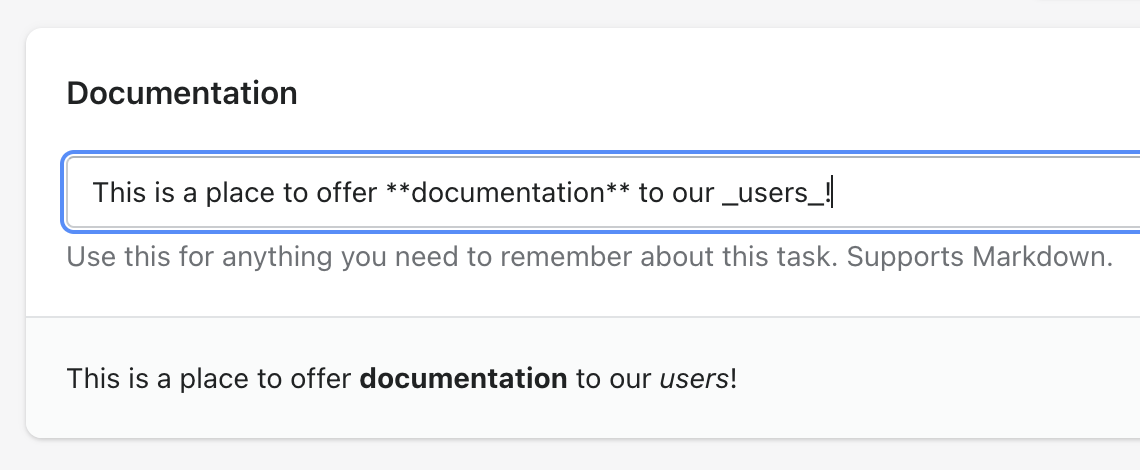 Documentation
This is a place to offer **documentation** to our _users_!
Use this for anything you need to remember about this task. Supports Markdown.
This is a place to offer documentation to our users!